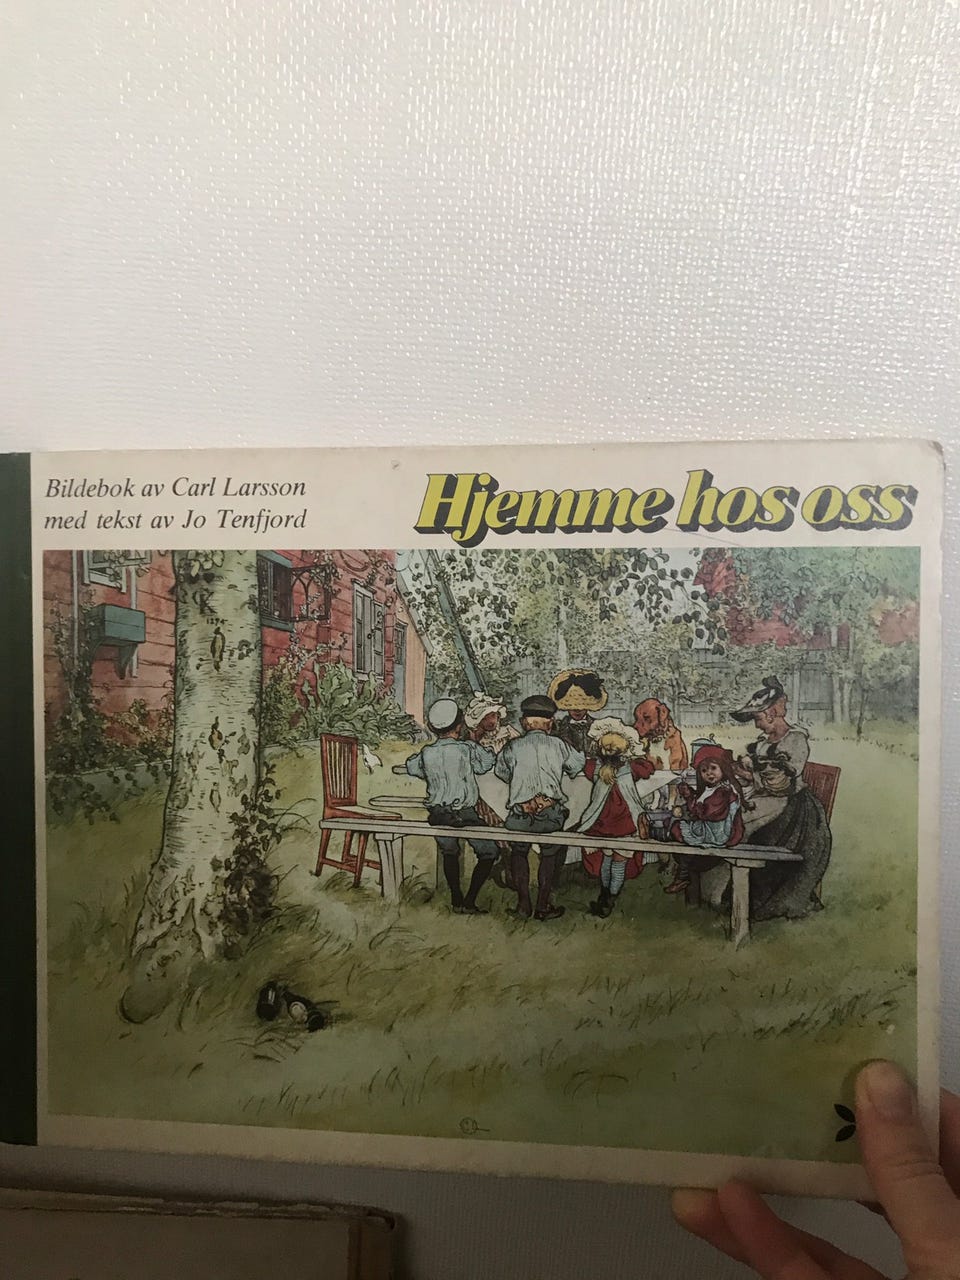 Bildebok av Carl Larsson
med tekst av Jo Tenfjord
Hjemme hos oss